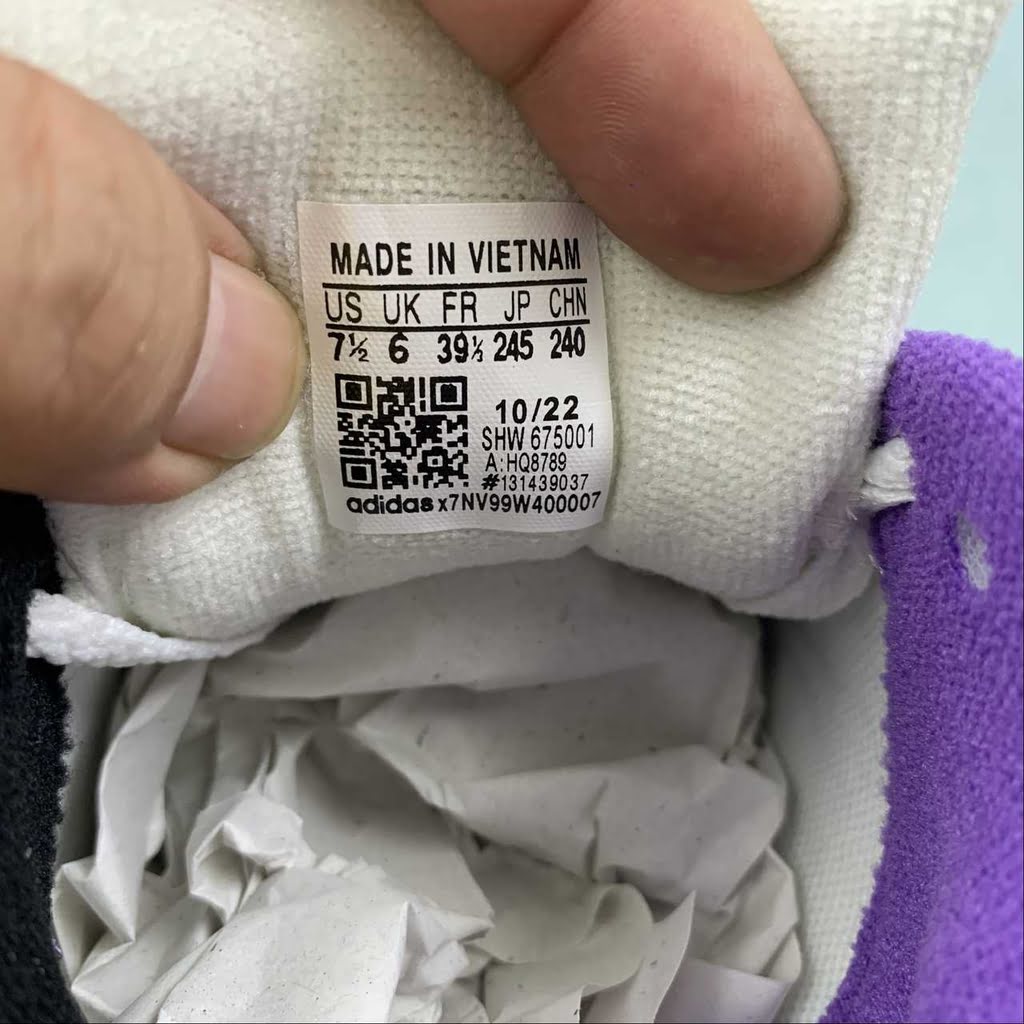 MADE IN VIETNAM
US UK FR JP CHN
7½ 6 39⅓ 245 240
10/22
SHW 675001
A:HQ8789
#131439037
adidas x7NV99W400007